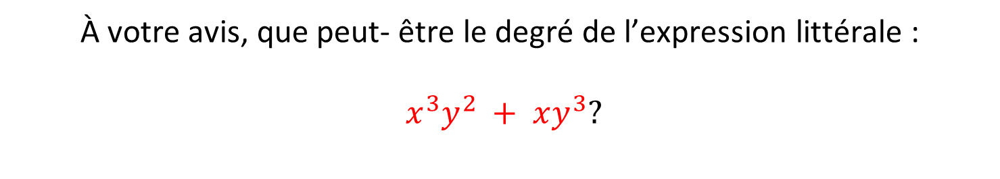 À votre avis, que peut- être le degré de l’expression littérale :
x³y² + xy³?